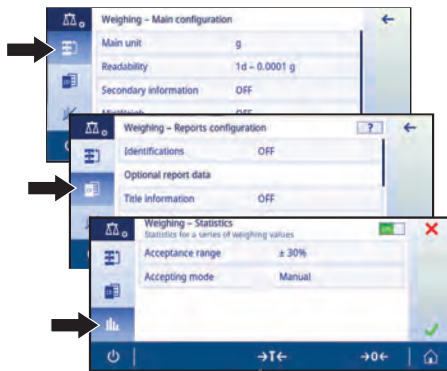 Weighing – Main configuration
Main unit g
Readability 1d – 0.0001 g
Secondary information OFF
OFF
Weighing – Reports configuration ?
Identifications OFF
Optional report data
Title information OFF
Weighing – Statistics
Statistics for a series of weighing values
Acceptance range ± 30%
Accepting mode Manual
→T← →0←